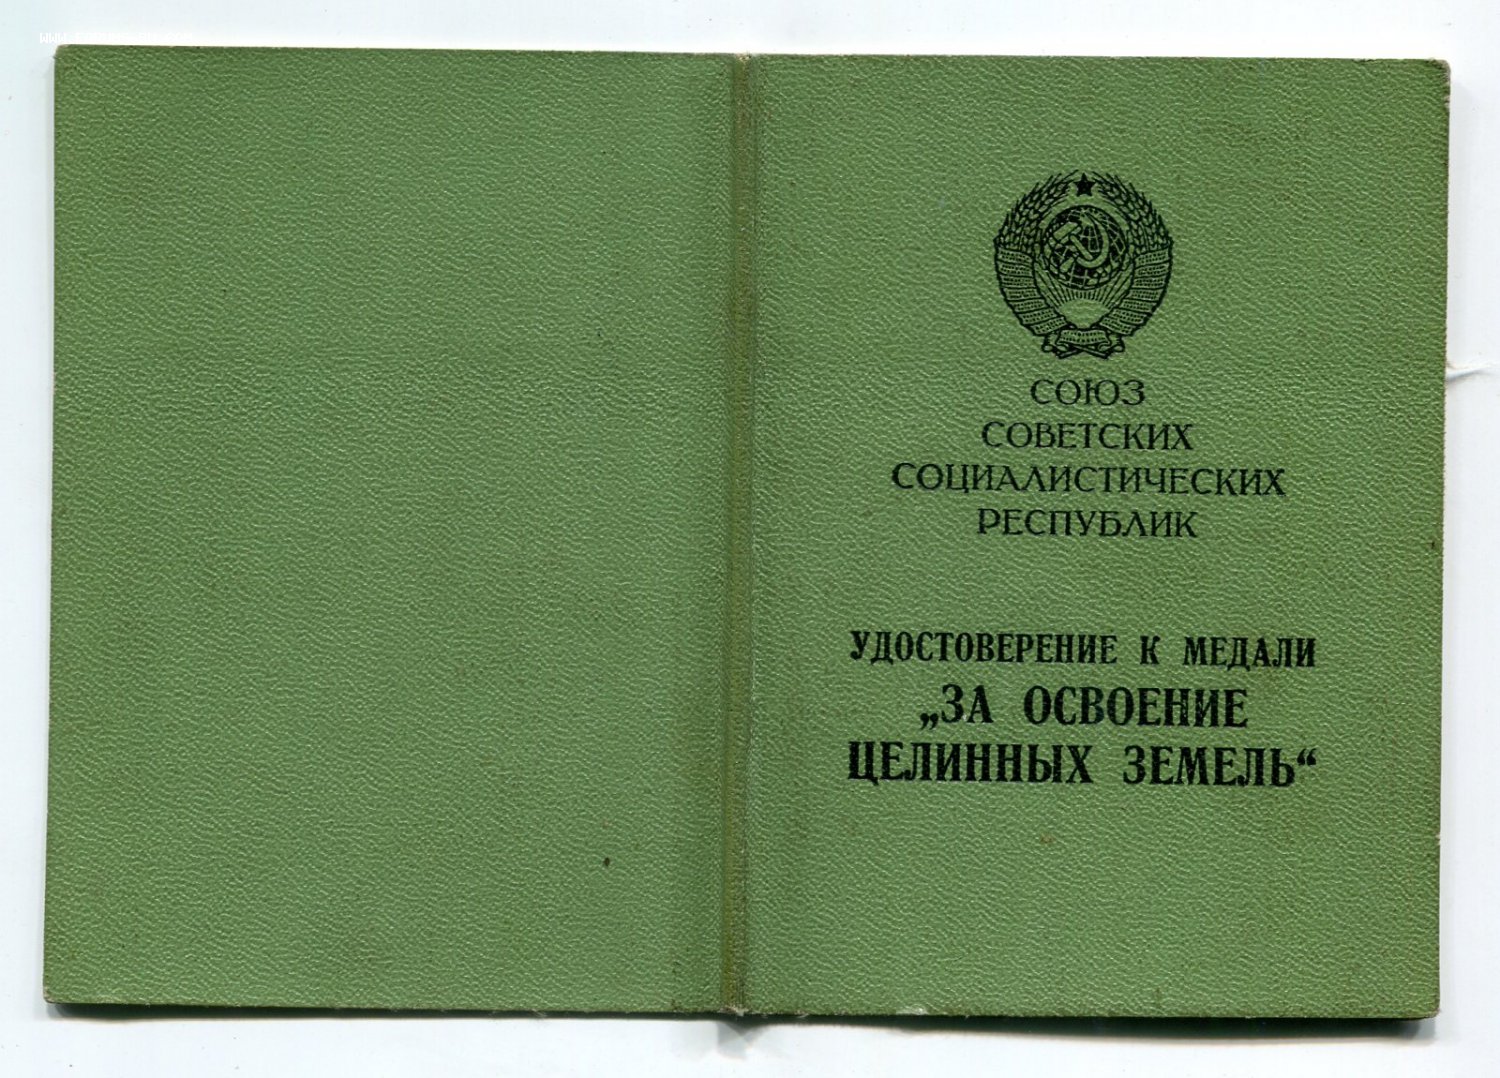 СОЮЗ
СОВЕТСКИХ
СОЦИАЛИСТИЧЕСКИХ
РЕСПУБЛИК
УДОСТОВЕРЕНИЕ К МЕДАЛИ
„ЗА ОСВОЕНИЕ
ЦЕЛИННЫХ ЗЕМЕЛЬ“